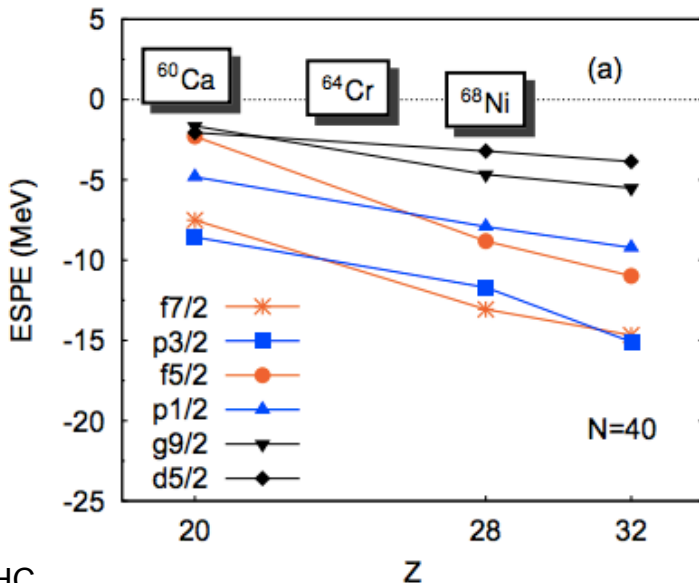 5
0
-5
-10
-15
-20
-25
ESPE (MeV)
⁶⁰Ca
⁶⁴Cr
⁶⁸Ni
(a)
f7/2
p3/2
f5/2
p1/2
g9/2
d5/2
N=40
20 28 32
Z
HC